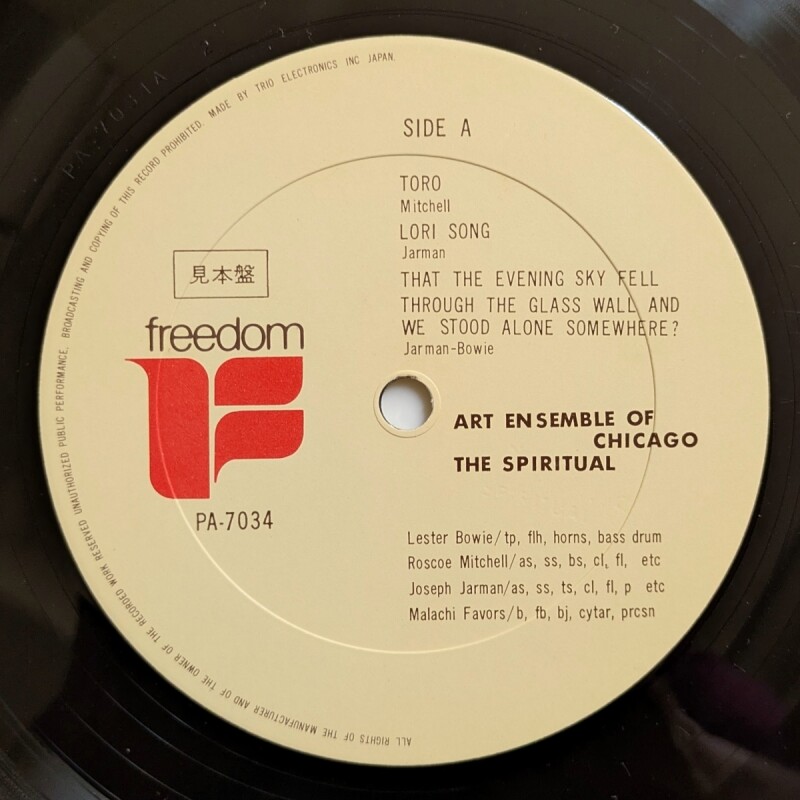 SIDE A
TORO
Mitchell
LORI SONG
Jarman
THAT THE EVENING SKY FELL
THROUGH THE GLASS WALL AND
WE STOOD ALONE SOMEWHERE?
Jarman-Bowie
見本盤
freedom
PA-7034
ART ENSEMBLE OF
CHICAGO
THE SPIRITUAL
Lester Bowie/tp, flh, horns, bass drum
Roscoe Mitchell/as, ss, bs, cl, fl, etc
Joseph Jarman/as, ss, ts, cl, fl, p etc
Malachi Favors/b, fb, bj, cytar, prcsn
ALL RIGHTS OF THE MANUFACTURER AND OF THE OWNER OF THE RECORDED WORK RESERVED UNAUTHORIZED PUBLIC PERFORMANCE, BROADCASTING AND COPYING OF THIS RECORD PROHIBITED. MADE BY TRIO ELECTRONICS INC JAPAN.